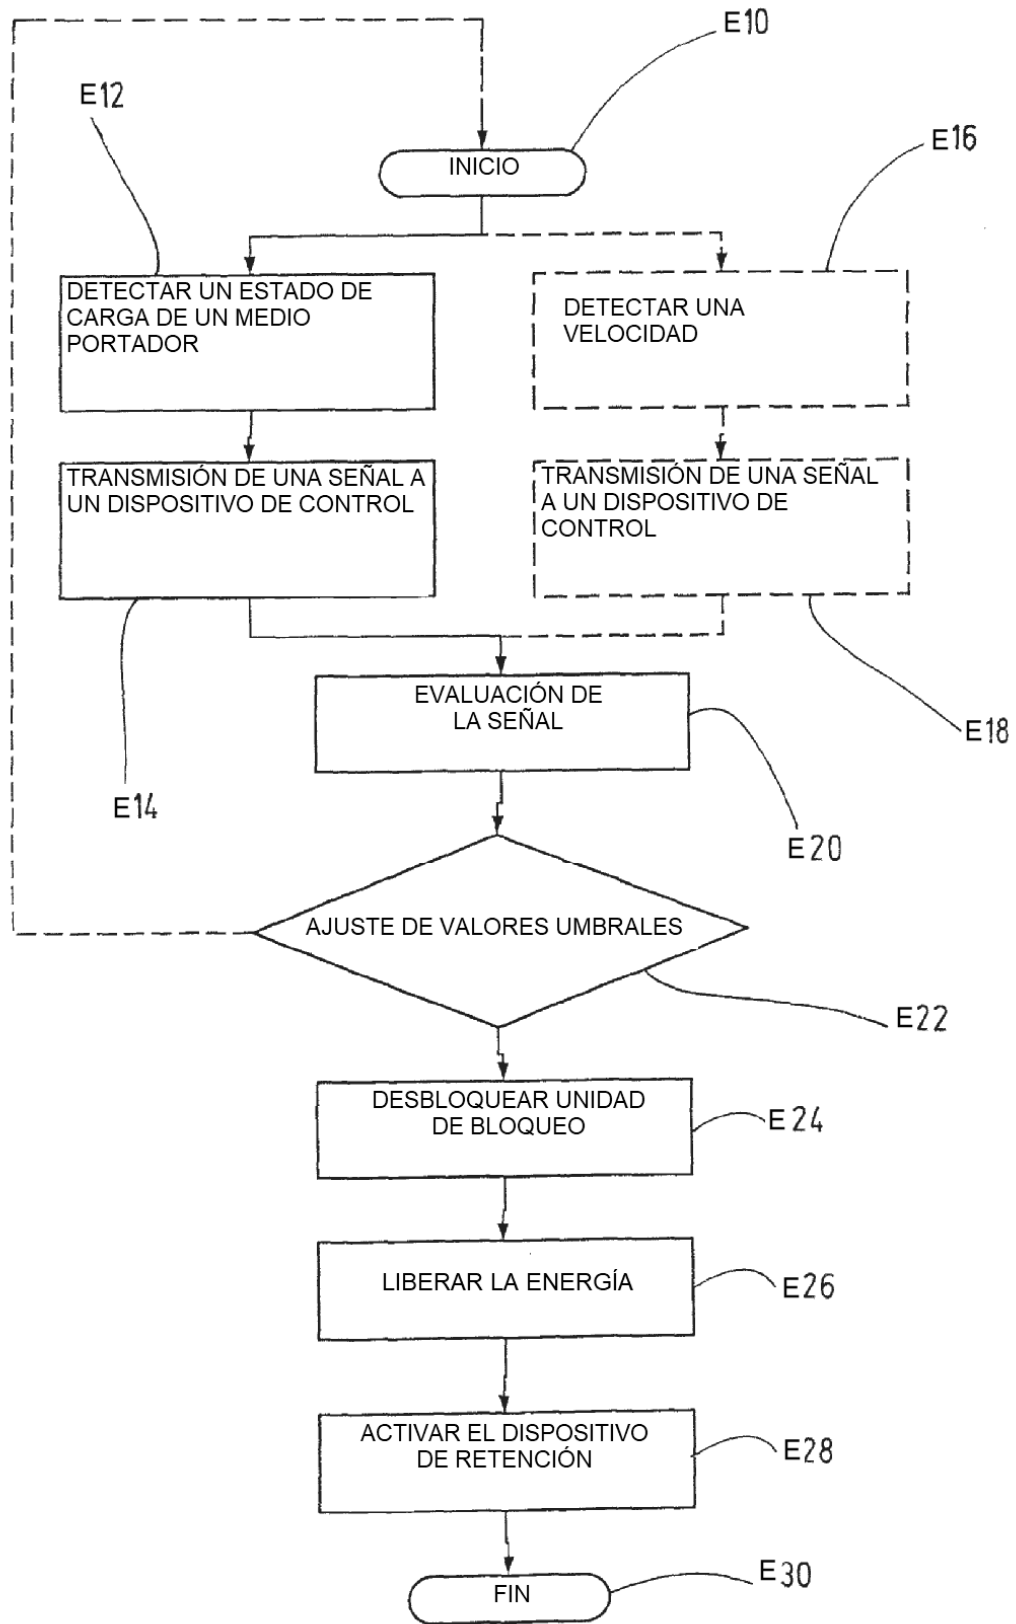 E10
E12
E16
INICIO
DETECTAR UN ESTADO DE
CARGA DE UN MEDIO
PORTADOR
DETECTAR UNA
VELOCIDAD
TRANSMISIÓN DE UNA SEÑAL A
UN DISPOSITIVO DE CONTROL
TRANSMISIÓN DE UNA SEÑAL
A UN DISPOSITIVO DE
CONTROL
EVALUACIÓN DE
LA SEÑAL
E18
E14
E20
AJUSTE DE VALORES UMBRALES
E22
DESBLOQUEAR UNIDAD
DE BLOQUEO
E24
LIBERAR LA ENERGÍA
E26
ACTIVAR EL DISPOSITIVO
DE RETENCIÓN
E28
E30
FIN